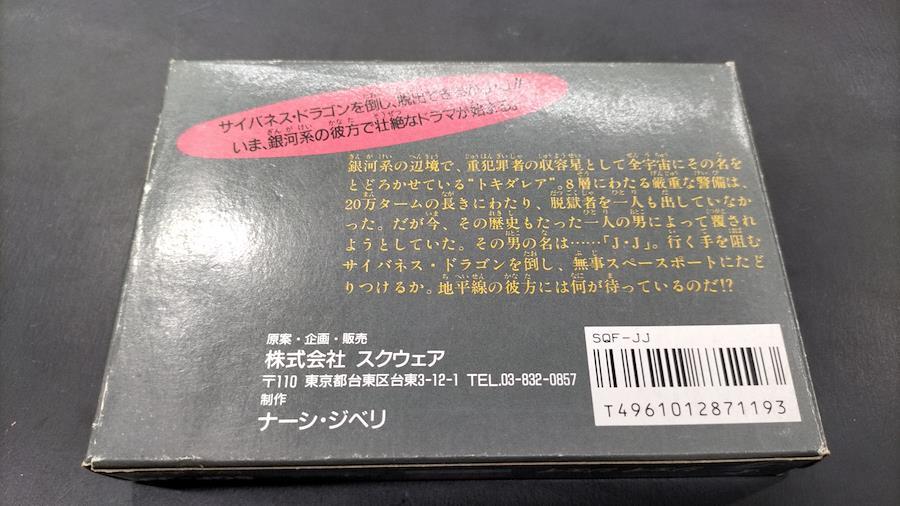 サイバネス・ドラゴンを倒し、脱出できるか、J・J!!
いま、銀河系の彼方で壮絶なドラマが始まる。
銀河系の辺境で、重犯罪者の収容星として全宇宙にその名を
とどろかせている“トキダレア”。8層にわたる厳重な警備は、
20万タームの長きにわたり、脱獄者を一人も出していなか
った。だが今、その歴史もたった一人の男によって覆され
ようとしていた。その男の名は……「J・J」。行く手を阻む
サイバネス・ドラゴンを倒し、無事スペースポートにたど
りつけるか。地平線の彼方には何が待っているのだ!?
原案・企画・販売
株式会社 スクウェア
〒110 東京都台東区台東3-12-1 TEL.03-832-0857
制作
ナーシ・ジベリ
SQF-JJ
T4961012871193